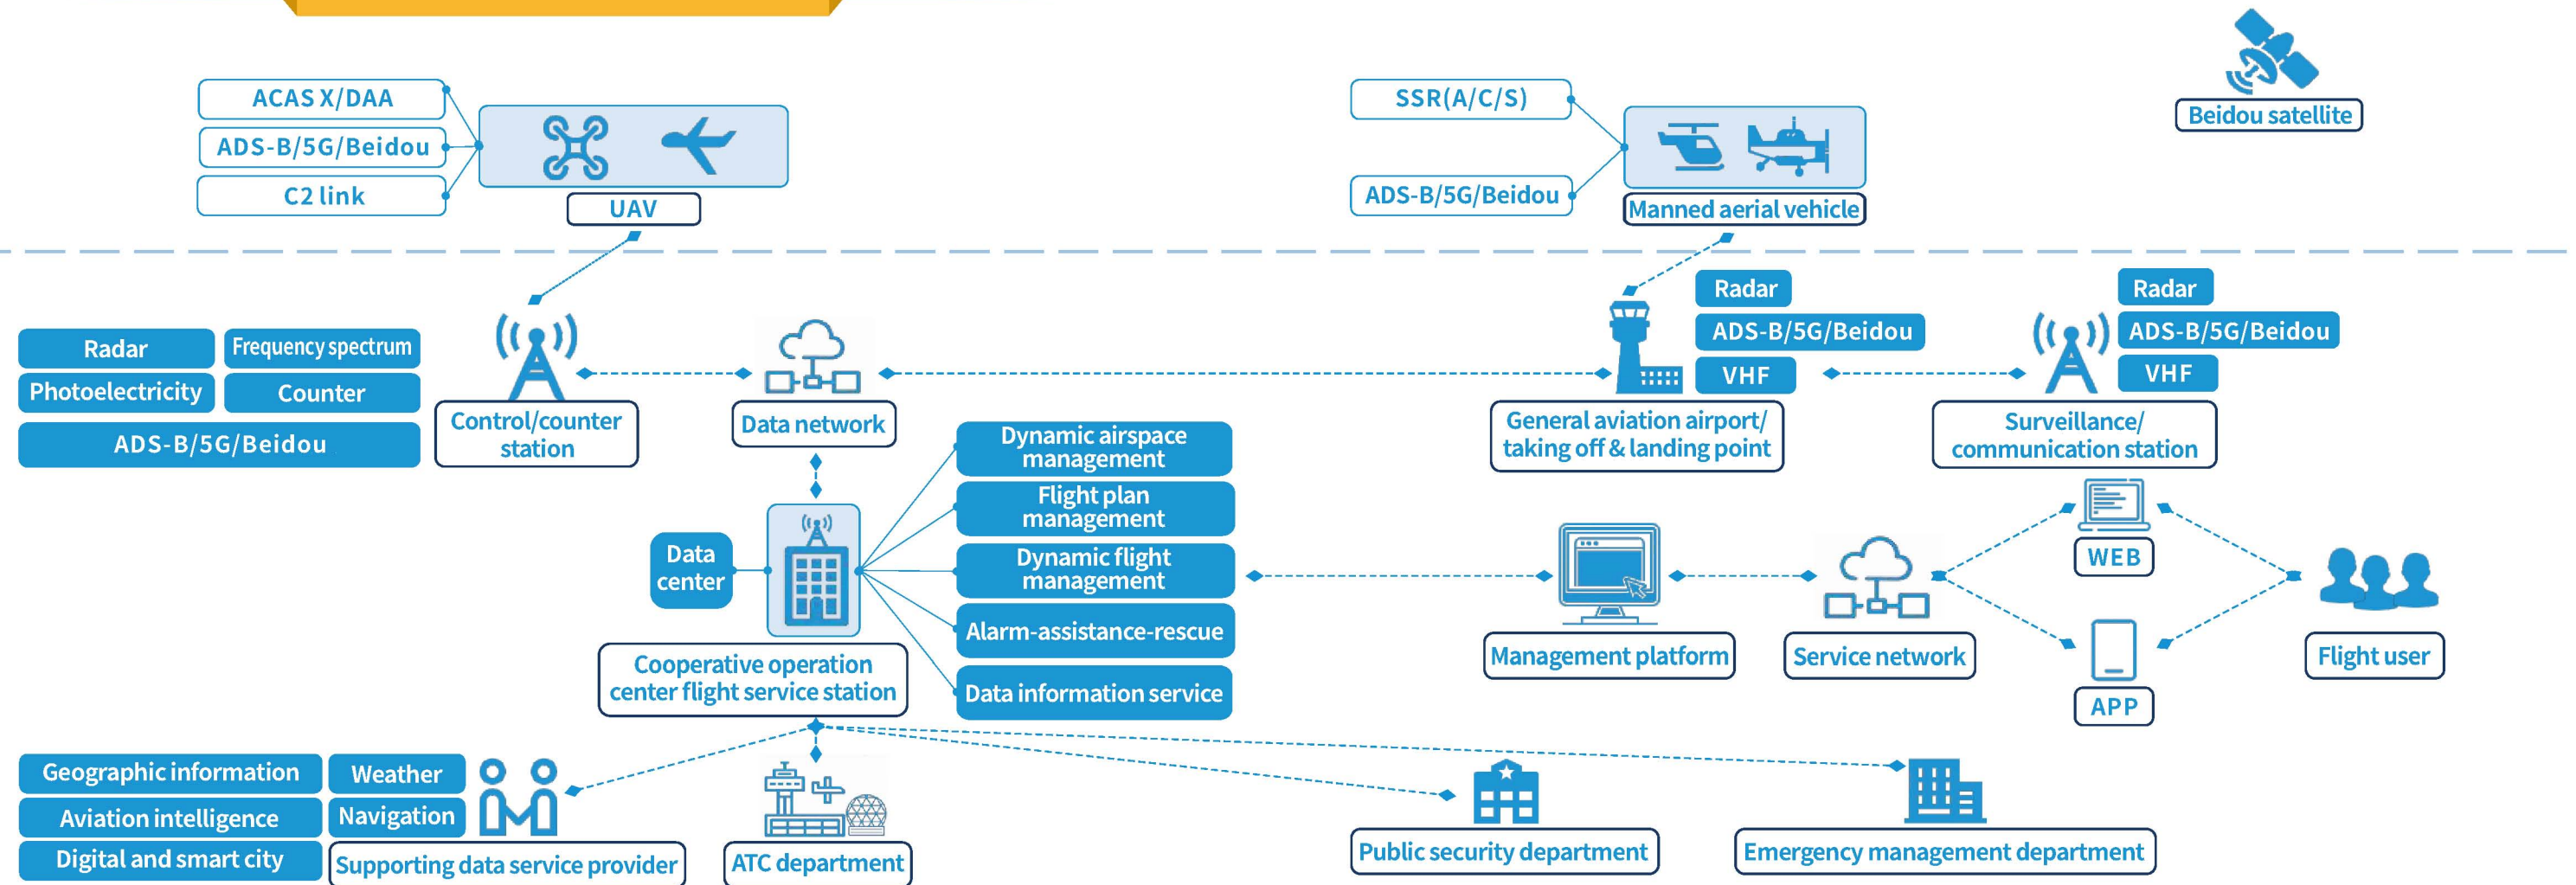 ACAS X/DAA
ADS-B/5G/Beidou
C2 link
UAV
SSR(A/C/S)
ADS-B/5G/Beidou
Manned aerial vehicle
Beidou satellite
Radar
Frequency spectrum
Photoelectricity
Counter
ADS-B/5G/Beidou
Control/counter
station
Data network
Radar
ADS-B/5G/Beidou
VHF
General aviation airport/
taking off & landing point
Radar
ADS-B/5G/Beidou
VHF
Surveillance/
communication station
Data
center
Cooperative operation
center flight service station
Dynamic airspace
management
Flight plan
management
Dynamic flight
management
Alarm-assistance-rescue
Data information service
Management platform
Service network
WEB
APP
Flight user
Geographic information
Weather
Aviation intelligence
Navigation
Digital and smart city
Supporting data service provider
ATC department
Public security department
Emergency management department